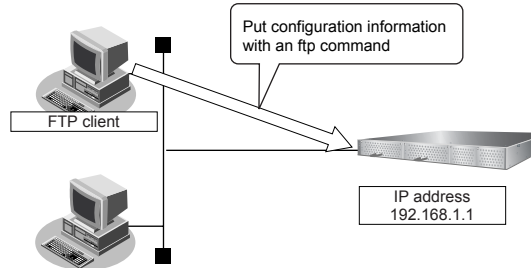 Put configuration information
with an ftp command
FTP client
IP address
192.168.1.1